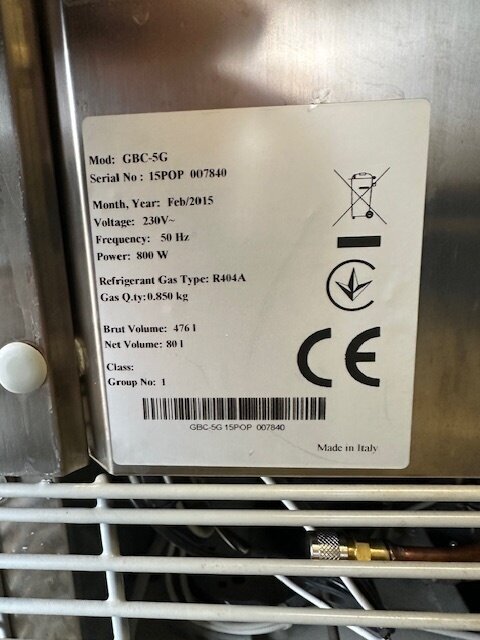 Mod: GBC-5G
Serial No : 15POP 007840
Month, Year: Feb/2015
Voltage: 230V~
Frequency: 50 Hz
Power: 800 W
Refrigerant Gas Type: R404A
Gas Q.ty:0.850 kg
Brut Volume: 476 l
Net Volume: 80 l
Class:
Group No: 1
CE
GBC-5G 15POP 007840
Made in Italy